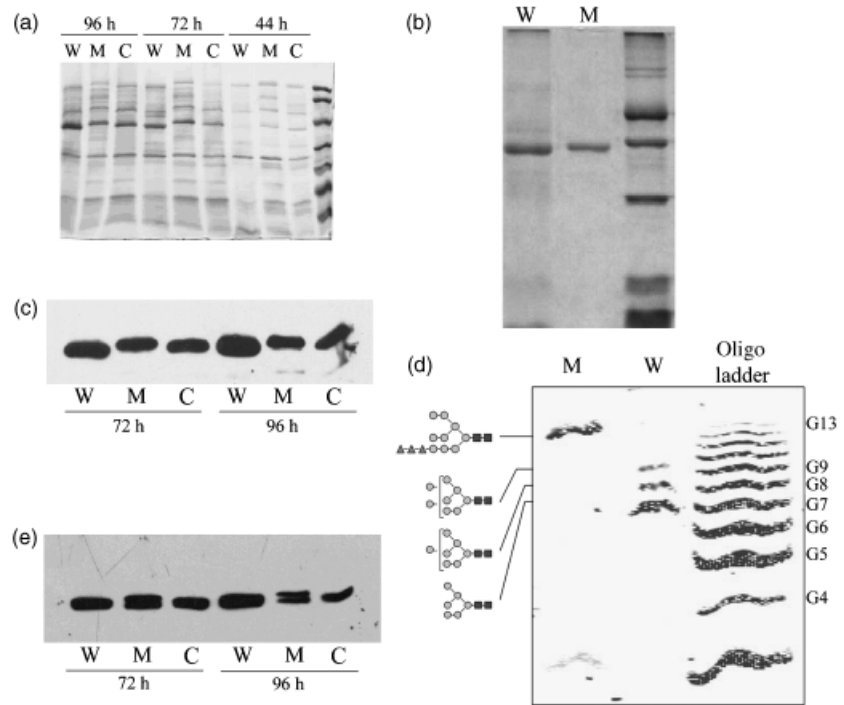 (a)
96 h 72 h 44 h
W M C W M C W M C
(b)
W M
(c)
W M C W M C
72 h 96 h
(d)
M W Oligo
ladder
G13
G9
G8
G7
G6
G5
G4
(e)
W M C W M C
72 h 96 h